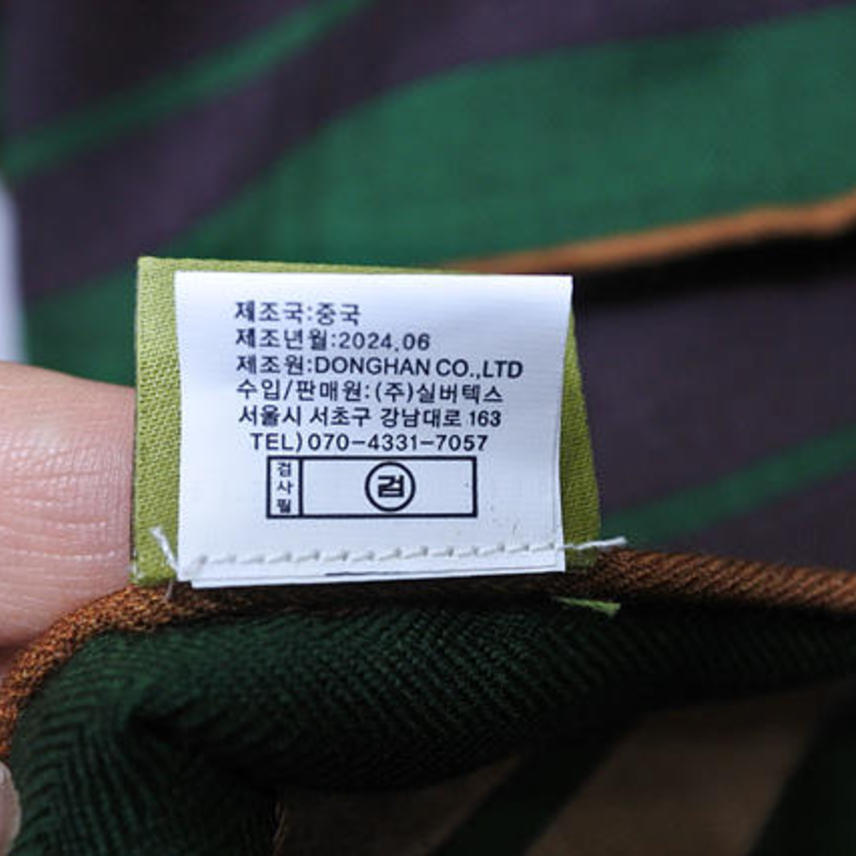 제조국:중국
제조년월:2024.06
제조원:DONGHAN CO.,LTD
수입/판매원:(주)실버텍스
서울시 서초구 강남대로 163
TEL)070-4331-7057
검사필
검